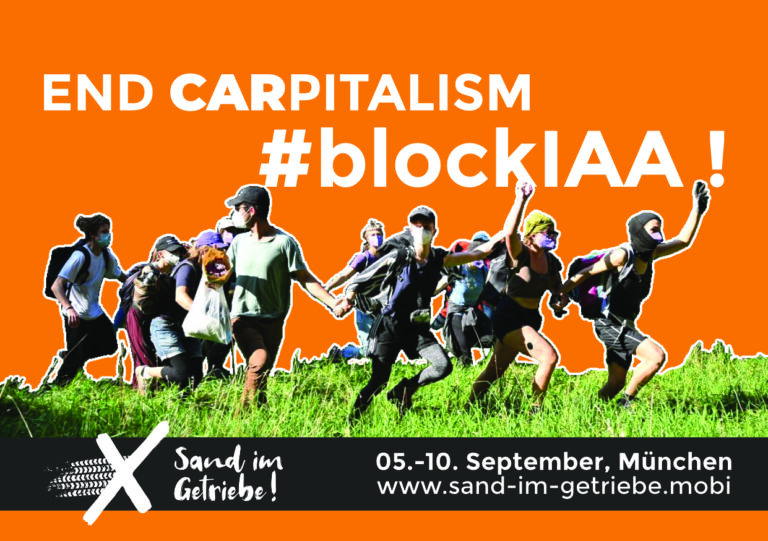 END CARPITALISM
#blockIAA !
Sand im
Getriebe!
05.-10. September, München
www.sand-im-getriebe.mobi